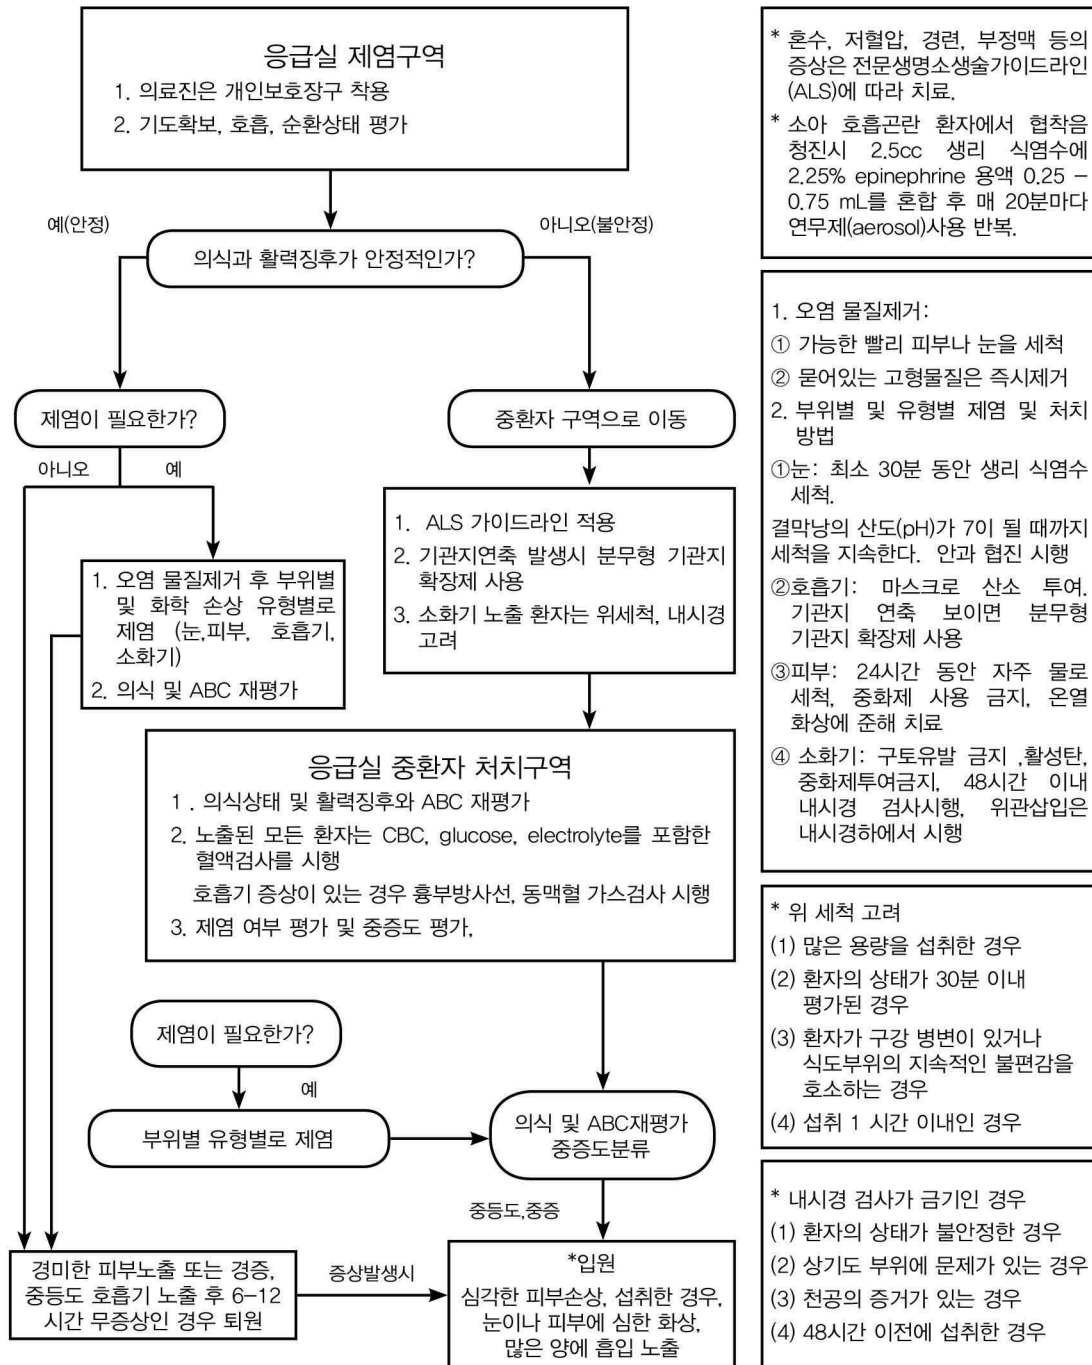 응급실 제염구역
1. 의료진은 개인보호장구 착용
2. 기도확보, 호흡, 순환상태 평가
예(안정)
아니오(불안정)
의식과 활력징후가 안정적인가?
제염이 필요한가?
중환자 구역으로 이동
아니오
예
1. 오염 물질제거 후 부위별
및 화학 손상 유형별로
제염 (눈,피부, 호흡기,
소화기)
2. 의식 및 ABC 재평가
1. ALS 가이드라인 적용
2. 기관지연축 발생시 분무형 기관지
확장제 사용
3. 소화기 노출 환자는 위세척, 내시경
고려
응급실 중환자 처치구역
1 . 의식상태 및 활력징후와 ABC 재평가
2. 노출된 모든 환자는 CBC, glucose, electrolyte를 포함한
혈액검사를 시행
호흡기 증상이 있는 경우 흉부방사선, 동맥혈 가스검사 시행
3. 제염 여부 평가 및 중증도 평가,
제염이 필요한가?
예
부위별 유형별로 제염
의식 및 ABC재평가
중증도분류
중등도,중증
경미한 피부노출 또는 경증,
중등도 호흡기 노출 후 6–12
시간 무증상인 경우 퇴원
증상발생시
*입원
심각한 피부손상, 섭취한 경우,
눈이나 피부에 심한 화상,
많은 양에 흡입 노출
* 혼수, 저혈압, 경련, 부정맥 등의
증상은 전문생명소생술가이드라인
(ALS)에 따라 치료.
* 소아 호흡곤란 환자에서 협착음
청진시 2.5cc 생리 식염수에
2.25% epinephrine 용액 0.25 –
0.75 mL를 혼합 후 매 20분마다
연무제(aerosol)사용 반복.
1. 오염 물질제거:
① 가능한 빨리 피부나 눈을 세척
② 묻어있는 고형물질은 즉시제거
2. 부위별 및 유형별 제염 및 처치
방법
①눈: 최소 30분 동안 생리 식염수
세척.
결막낭의 산도(pH)가 7이 될 때까지
세척을 지속한다. 안과 협진 시행
②호흡기: 마스크로 산소 투여.
기관지 연축 보이면 분무형
기관지 확장제 사용
③피부: 24시간 동안 자주 물로
세척, 중화제 사용 금지, 온열
화상에 준해 치료
④ 소화기: 구토유발 금지 ,활성탄,
중화제투여금지, 48시간 이내
내시경 검사시행, 위관삽입은
내시경하에서 시행
* 위 세척 고려
(1) 많은 용량을 섭취한 경우
(2) 환자의 상태가 30분 이내
평가된 경우
(3) 환자가 구강 병변이 있거나
식도부위의 지속적인 불편감을
호소하는 경우
(4) 섭취 1 시간 이내인 경우
* 내시경 검사가 금기인 경우
(1) 환자의 상태가 불안정한 경우
(2) 상기도 부위에 문제가 있는 경우
(3) 천공의 증거가 있는 경우
(4) 48시간 이전에 섭취한 경우